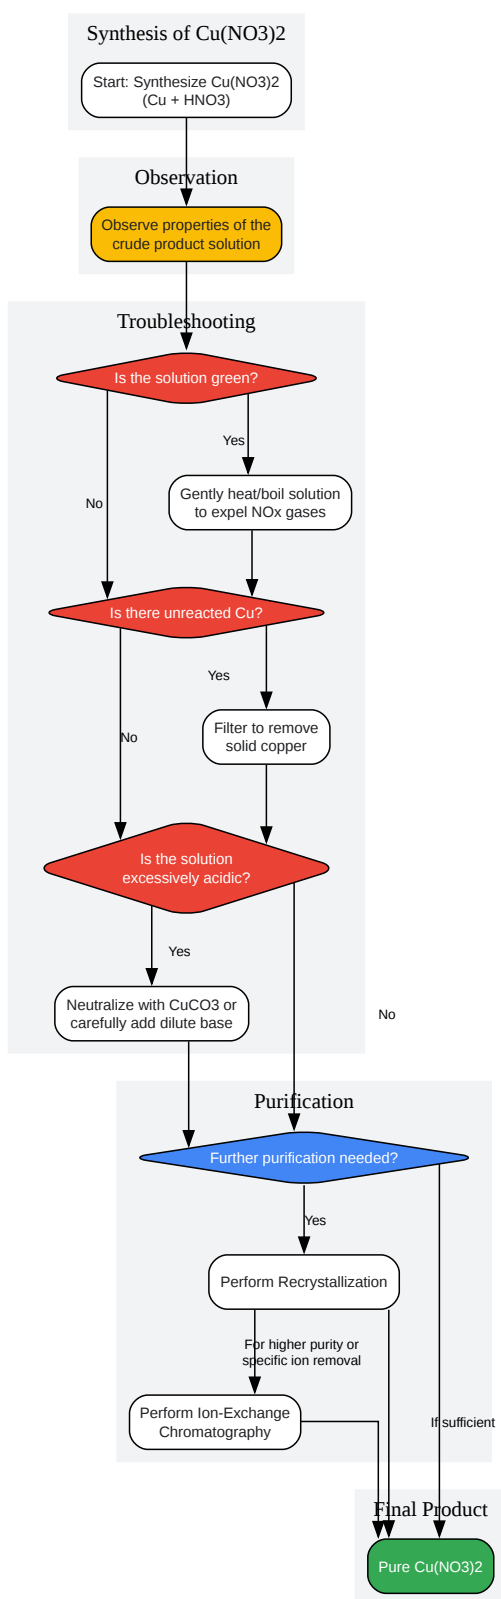 Synthesis of Cu(NO3)2
Start: Synthesize Cu(NO3)2
(Cu + HNO3)
Observation
Observe properties of the
crude product solution
Troubleshooting
Is the solution green?
Yes
Gently heat/boil solution
to expel NOx gases
No
Is there unreacted Cu?
Yes
Filter to remove
solid copper
No
Is the solution
excessively acidic?
Yes
Neutralize with CuCO3 or
carefully add dilute base
No
Purification
Further purification needed?
Yes
Perform Recrystallization
For higher purity or
specific ion removal
Perform Ion-Exchange
Chromatography
If sufficient
Final Product
Pure Cu(NO3)2